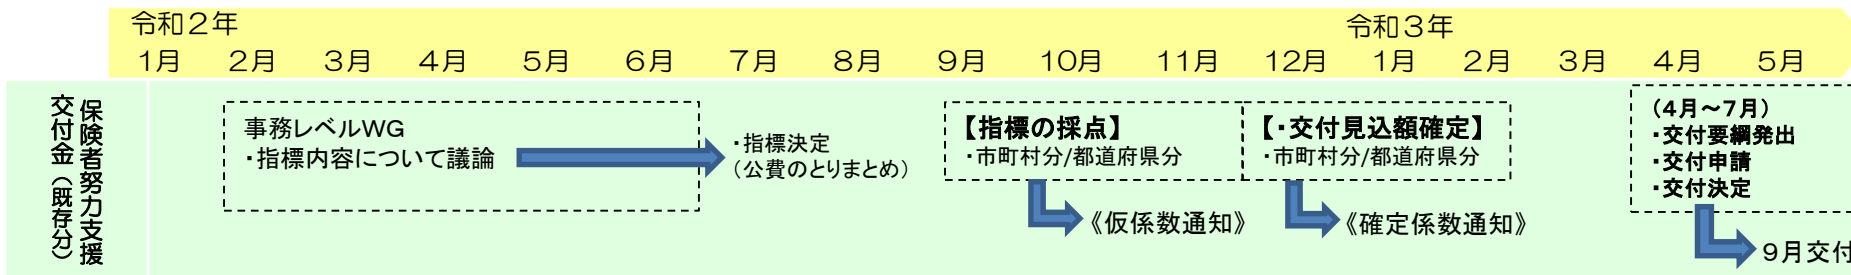 令和２年
令和３年
１月 ２月 ３月 ４月 ５月 ６月 ７月 ８月 ９月 10月 11月 12月 １月 ２月 ３月 ４月 ５月
保険者努力支援
交付金（既存分）
事務レベルWG
・指標内容について議論
・指標決定
（公費のとりまとめ）
【指標の採点】
・市町村分/都道府県分
《仮係数通知》
【・交付見込額確定】
・市町村分/都道府県分
《確定係数通知》
（４月～７月）
・交付要綱発出
・交付申請
・交付決定
９月交付